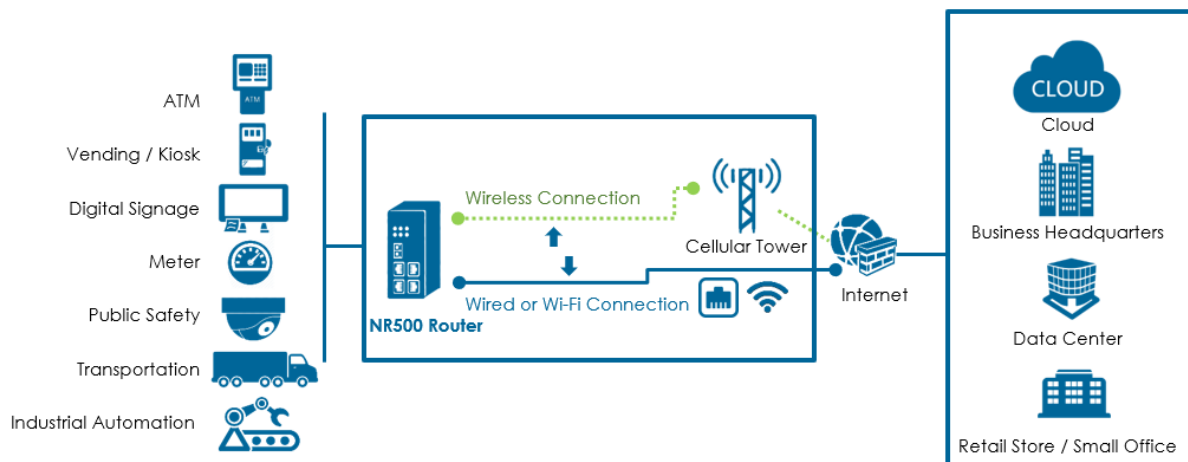 ATM
ATM
Vending / Kiosk
Digital Signage
Meter
Public Safety
Transportation
Industrial Automation
Wireless Connection
Cellular Tower
Wired or Wi-Fi Connection
NR500 Router
Internet
CLOUD
Cloud
Business Headquarters
Data Center
Retail Store / Small Office